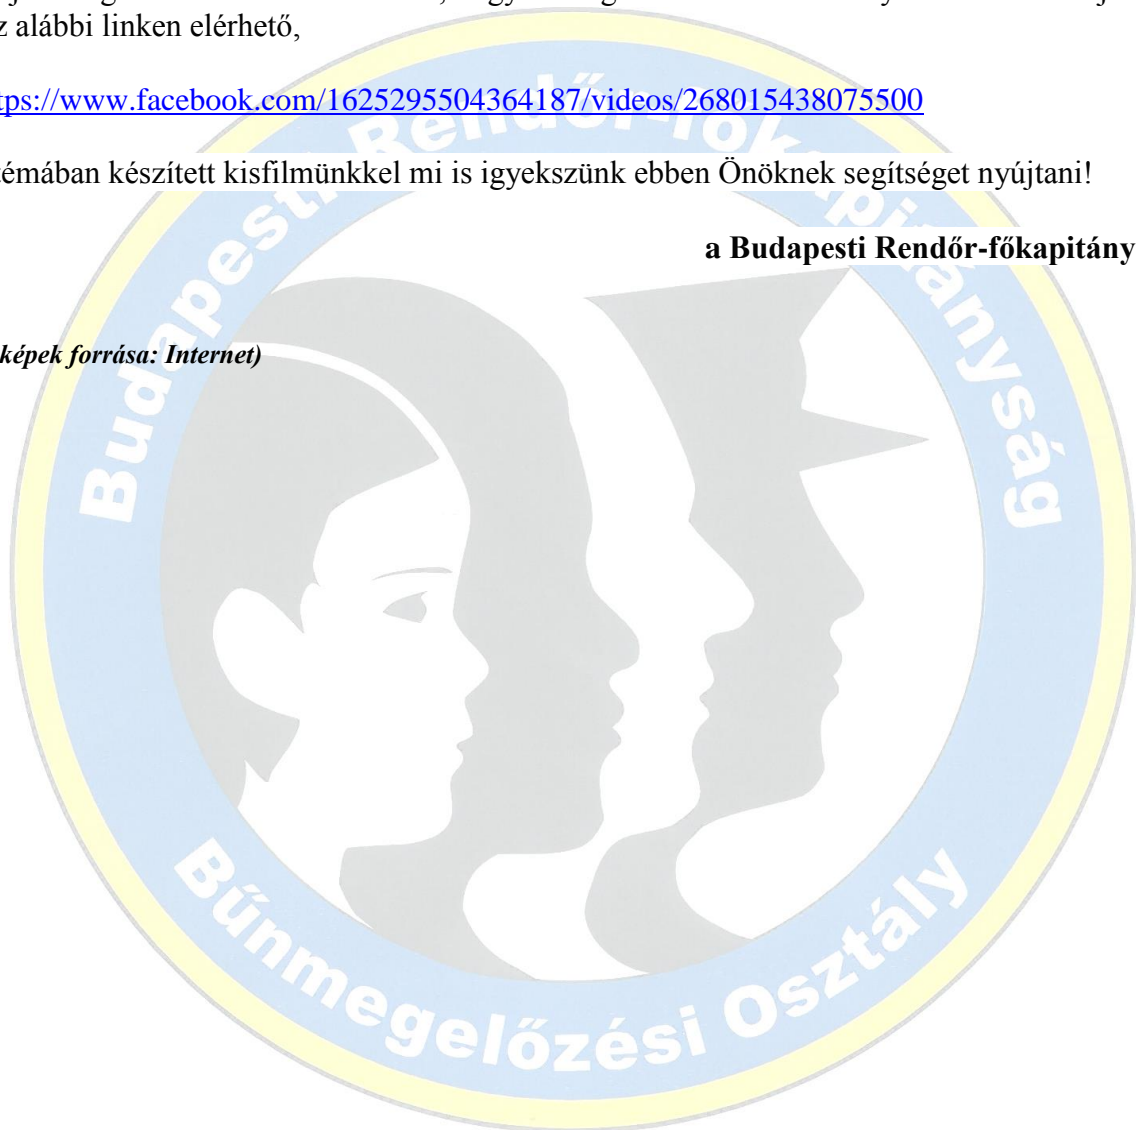 z alábbi linken elérhető,
tps://www.facebook.com/1625295504364187/videos/268015438075500
témában készített kisfilmünkkel mi is igyekszünk ebben Önöknek segítséget nyújtani!
a Budapesti Rendőr-főkapitány
képek forrása: Internet)
Budapesti Rendőr-főkapitányság
Bűnmegelőzési Osztály